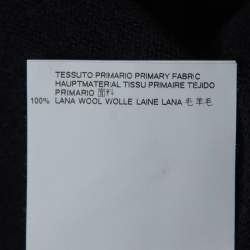 TESSUTO PRIMARIO PRIMARY FABRIC
HAUPTMATERIAL TISSU PRIMAIRE TEJIDO
PRIMARIO 面料
100% LANA WOOL WOLLE LAINE LANA 毛 羊毛